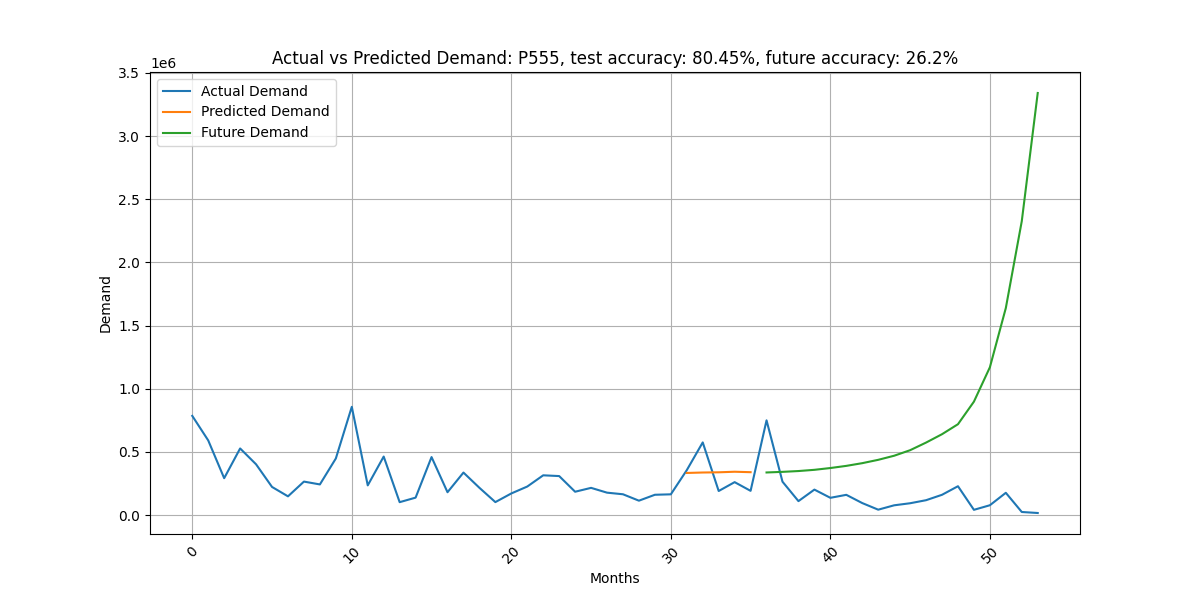 Actual vs Predicted Demand: P555, test accuracy: 80.45%, future accuracy: 26.2%
1e6
3.5
3.0
2.5
2.0
1.5
1.0
0.5
0.0
Demand
Actual Demand
Predicted Demand
Future Demand
0
10
20
30
40
50
Months